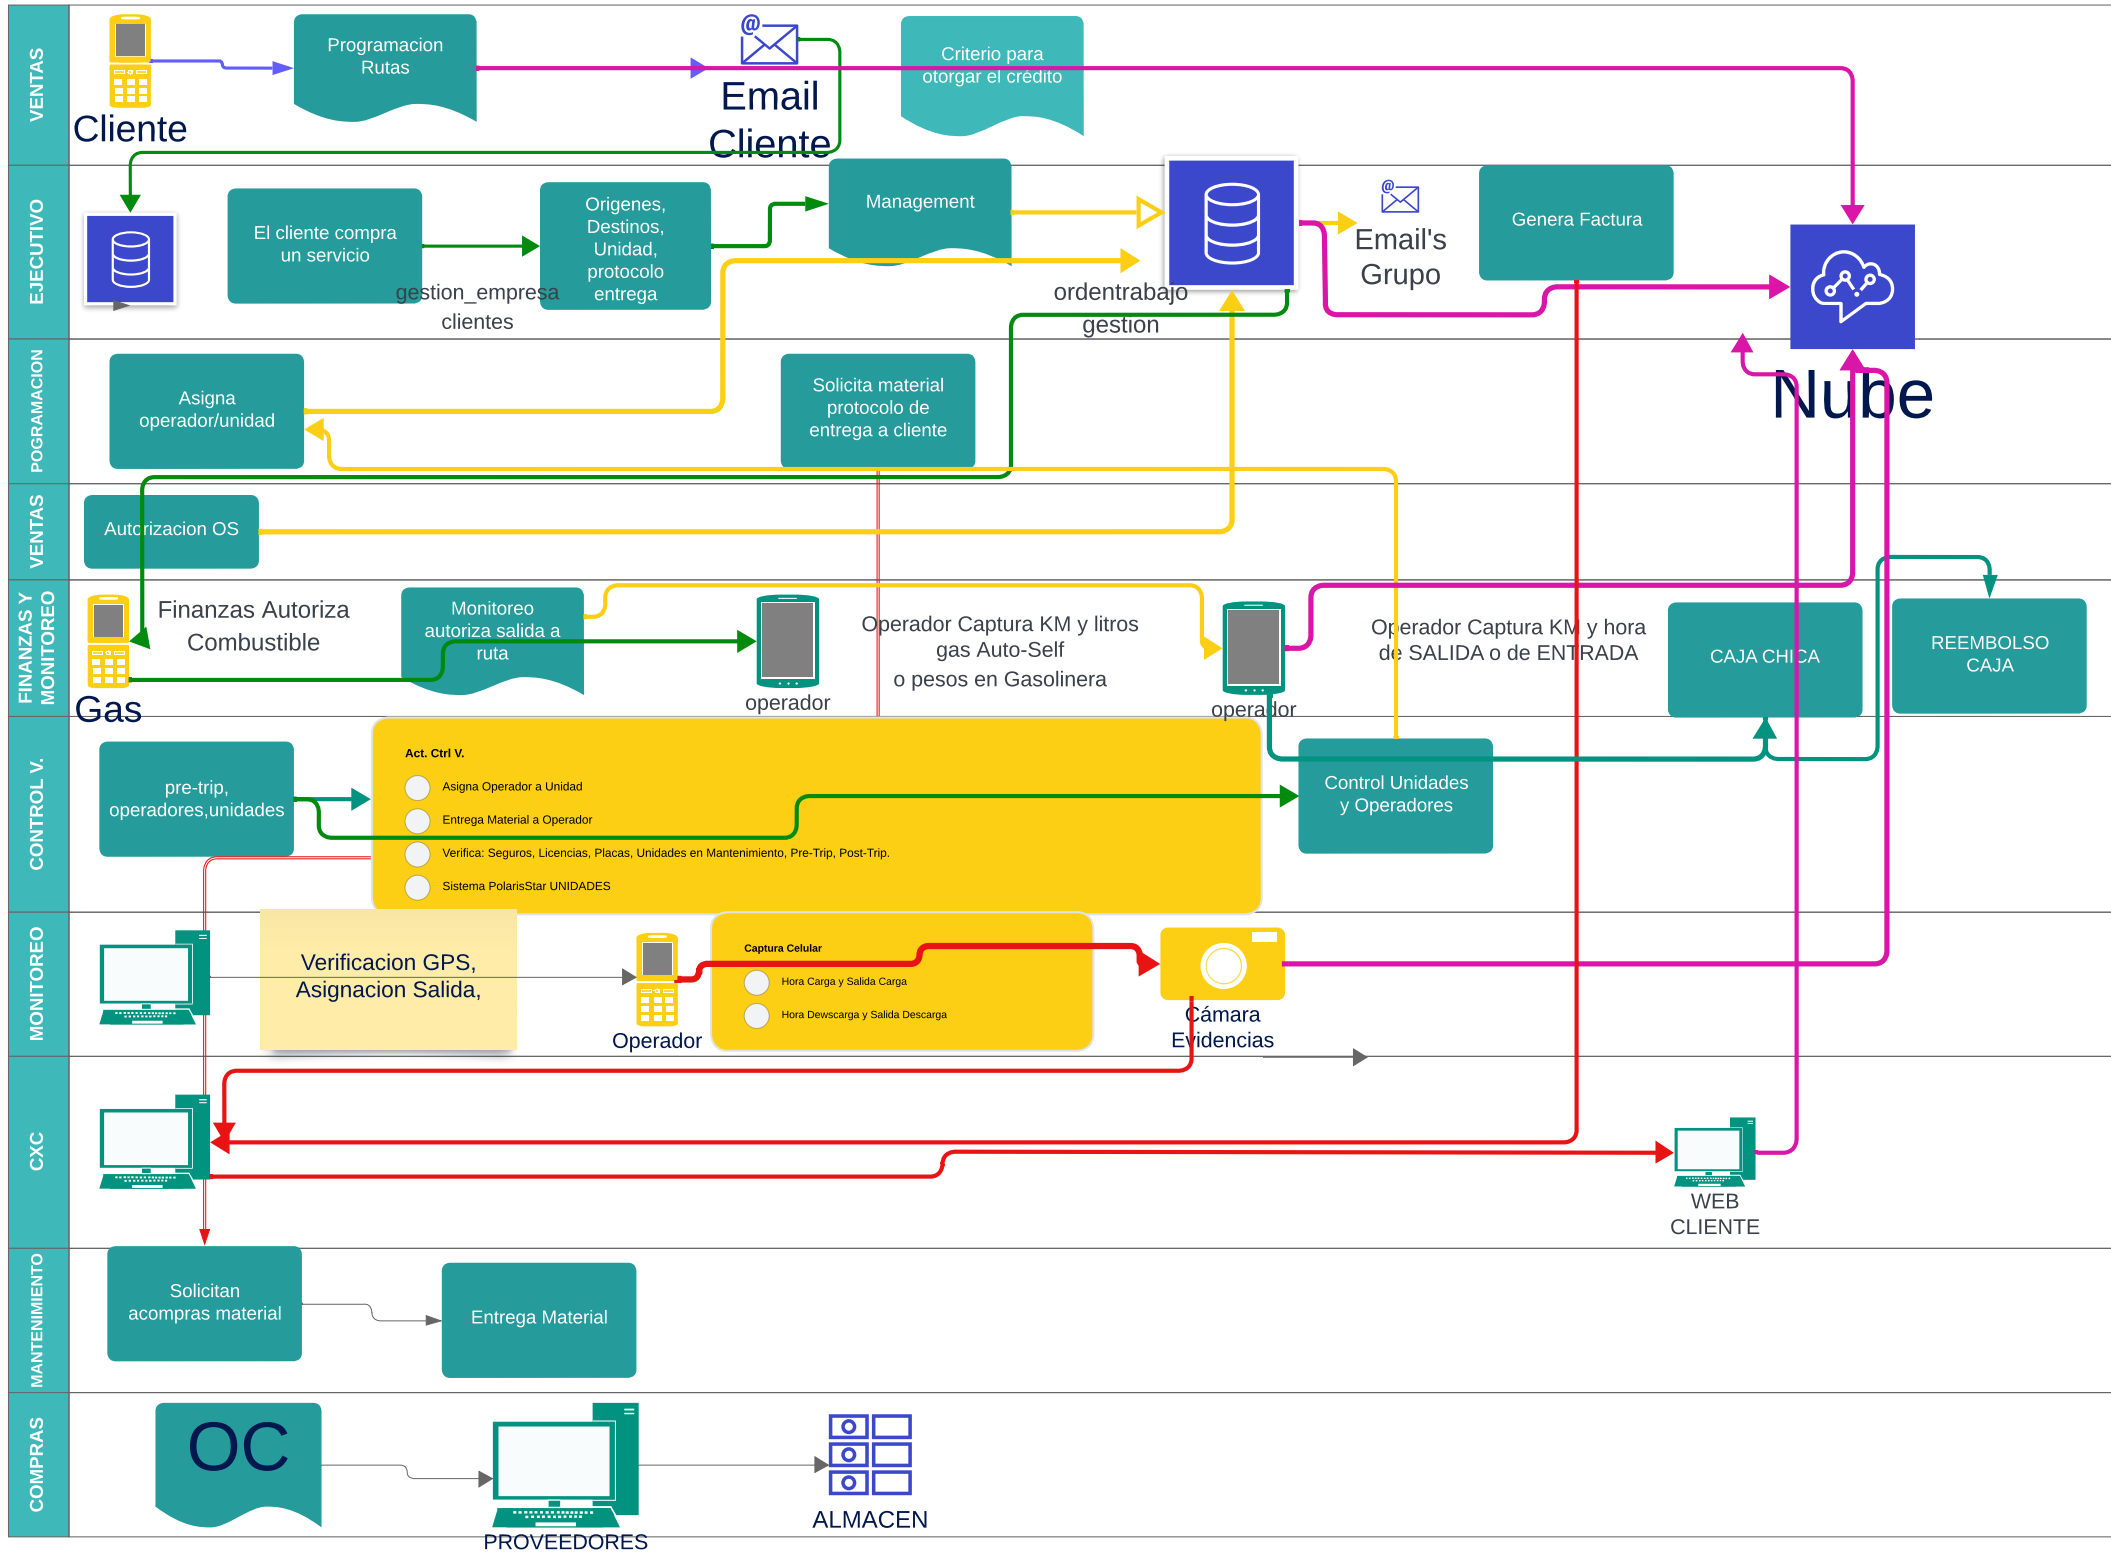 VENTAS
Cliente
Programacion
Rutas
@
Email
Cliente
Criterio para
otorgar el crédito
EJECUTIVO
El cliente compra
un servicio
gestion_empresa
clientes
Origenes,
Destinos,
Unidad,
protocolo
entrega
Management
ordentrabajo
gestion
@
Email's
Grupo
Genera Factura
Nube
POGRAMACION
Asigna
operador/unidad
Solicita material
protocolo de
entrega a cliente
VENTAS
Autorizacion OS
FINANZAS Y
MONITOREO
Gas
Finanzas Autoriza
Combustible
Monitoreo
autoriza salida a
ruta
operador
Operador Captura KM y litros
gas Auto-Self
o pesos en Gasolinera
operador
Operador Captura KM y hora
de SALIDA o de ENTRADA
CAJA CHICA
REEMBOLSO
CAJA
CONTROL V.
pre-trip,
operadores,unidades
Act. Ctrl V.
Asigna Operador a Unidad
Entrega Material a Operador
Verifica: Seguros, Licencias, Placas, Unidades en Mantenimiento, Pre-Trip, Post-Trip.
Sistema PolarisStar UNIDADES
Control Unidades
y Operadores
MONITOREO
Verificacion GPS,
Asignacion Salida,
Operador
Captura Celular
Hora Carga y Salida Carga
Hora Dewscarga y Salida Descarga
Cámara
Evidencias
CXC
WEB
CLIENTE
MANTENIMIENTO
Solicitan
acompras material
Entrega Material
COMPRAS
OC
PROVEEDORES
ALMACEN